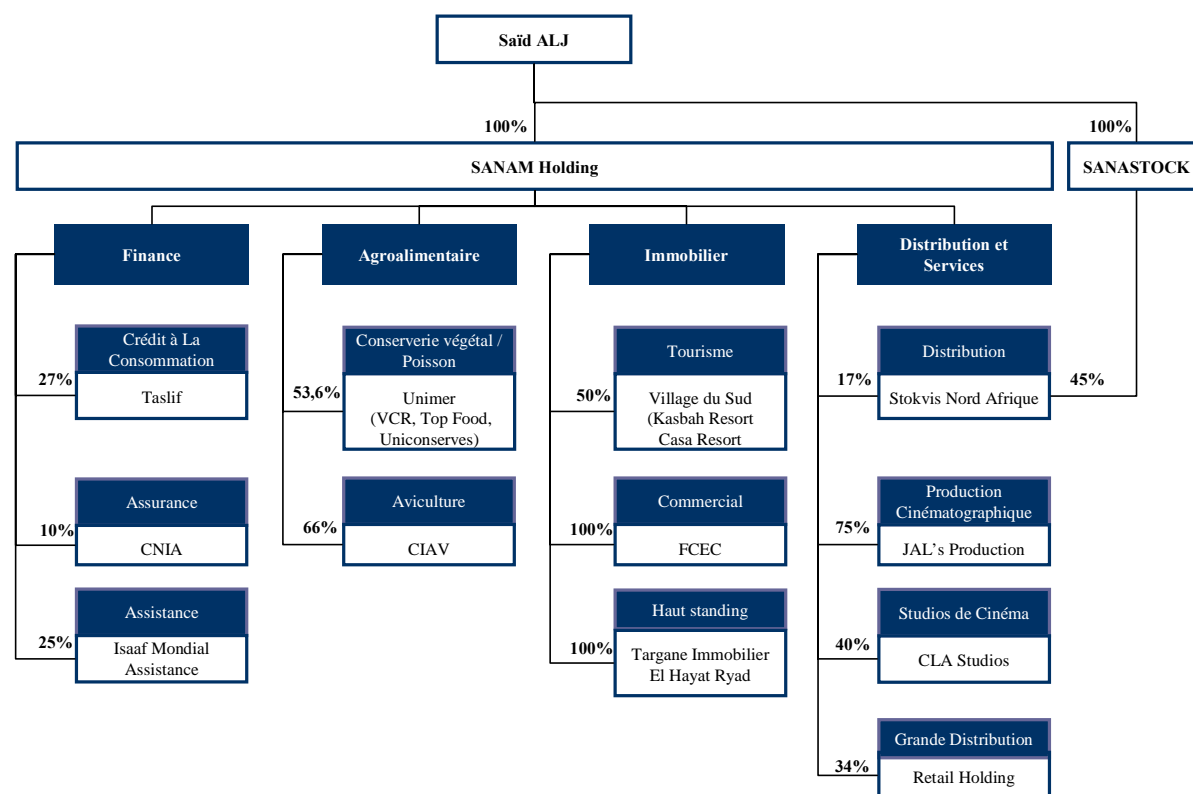 Saïd ALJ
100%
100%
SANAM Holding
SANASTOCK
Finance
Agroalimentaire
Immobilier
Distribution et
Services
Crédit à La
Consommation
27%
Taslif
Assurance
10%
CNIA
Assistance
25%
Isaaf Mondial
Assistance
Conserverie végétal /
Poisson
53,6%
Unimer
(VCR, Top Food,
Uniconserves)
Aviculture
66%
CIAV
Tourisme
50%
Village du Sud
(Kasbah Resort
Casa Resort
Commercial
100%
FCEC
Haut standing
100%
Targane Immobilier
El Hayat Ryad
Distribution
17%
Stokvis Nord Afrique
45%
Production
Cinématographique
75%
JAL's Production
Studios de Cinéma
40%
CLA Studios
Grande Distribution
34%
Retail Holding